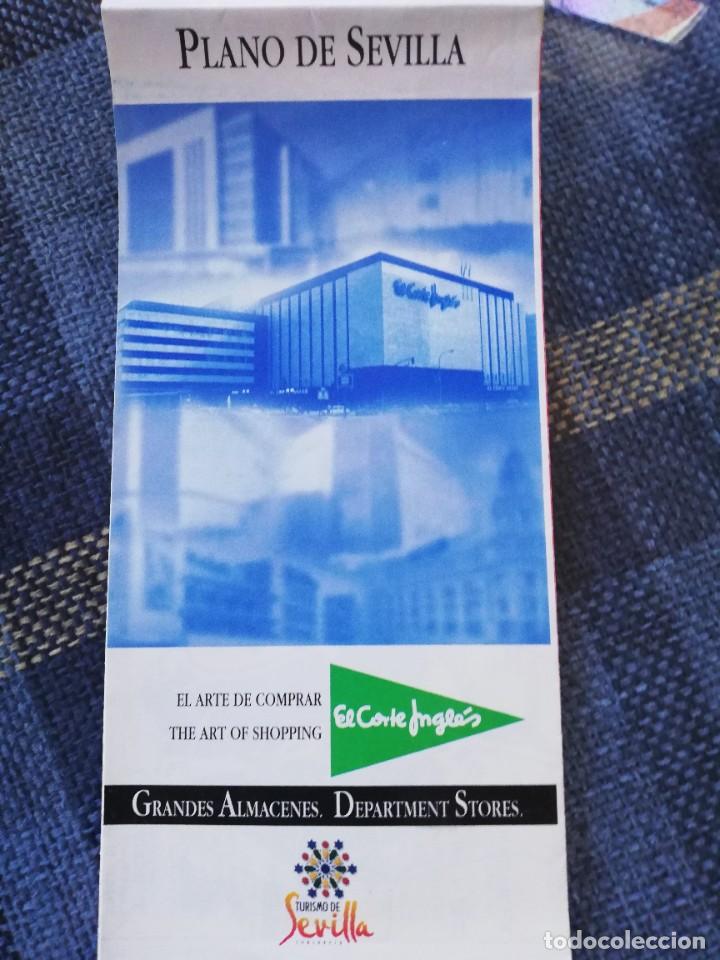 PLANO DE SEVILLA
El Corte Inglés
EL ARTE DE COMPRAR
THE ART OF SHOPPING
El Corte Inglés
GRANDES ALMACENES. DEPARTMENT STORES.
TURISMO DE
Sevilla
todocoleccion